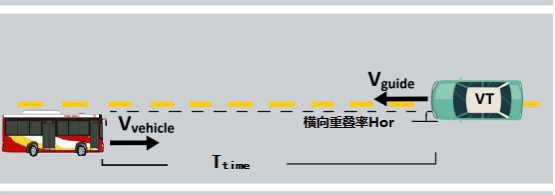 Vguide
VT
横向重叠率Hor
Vvehicle
Ttime